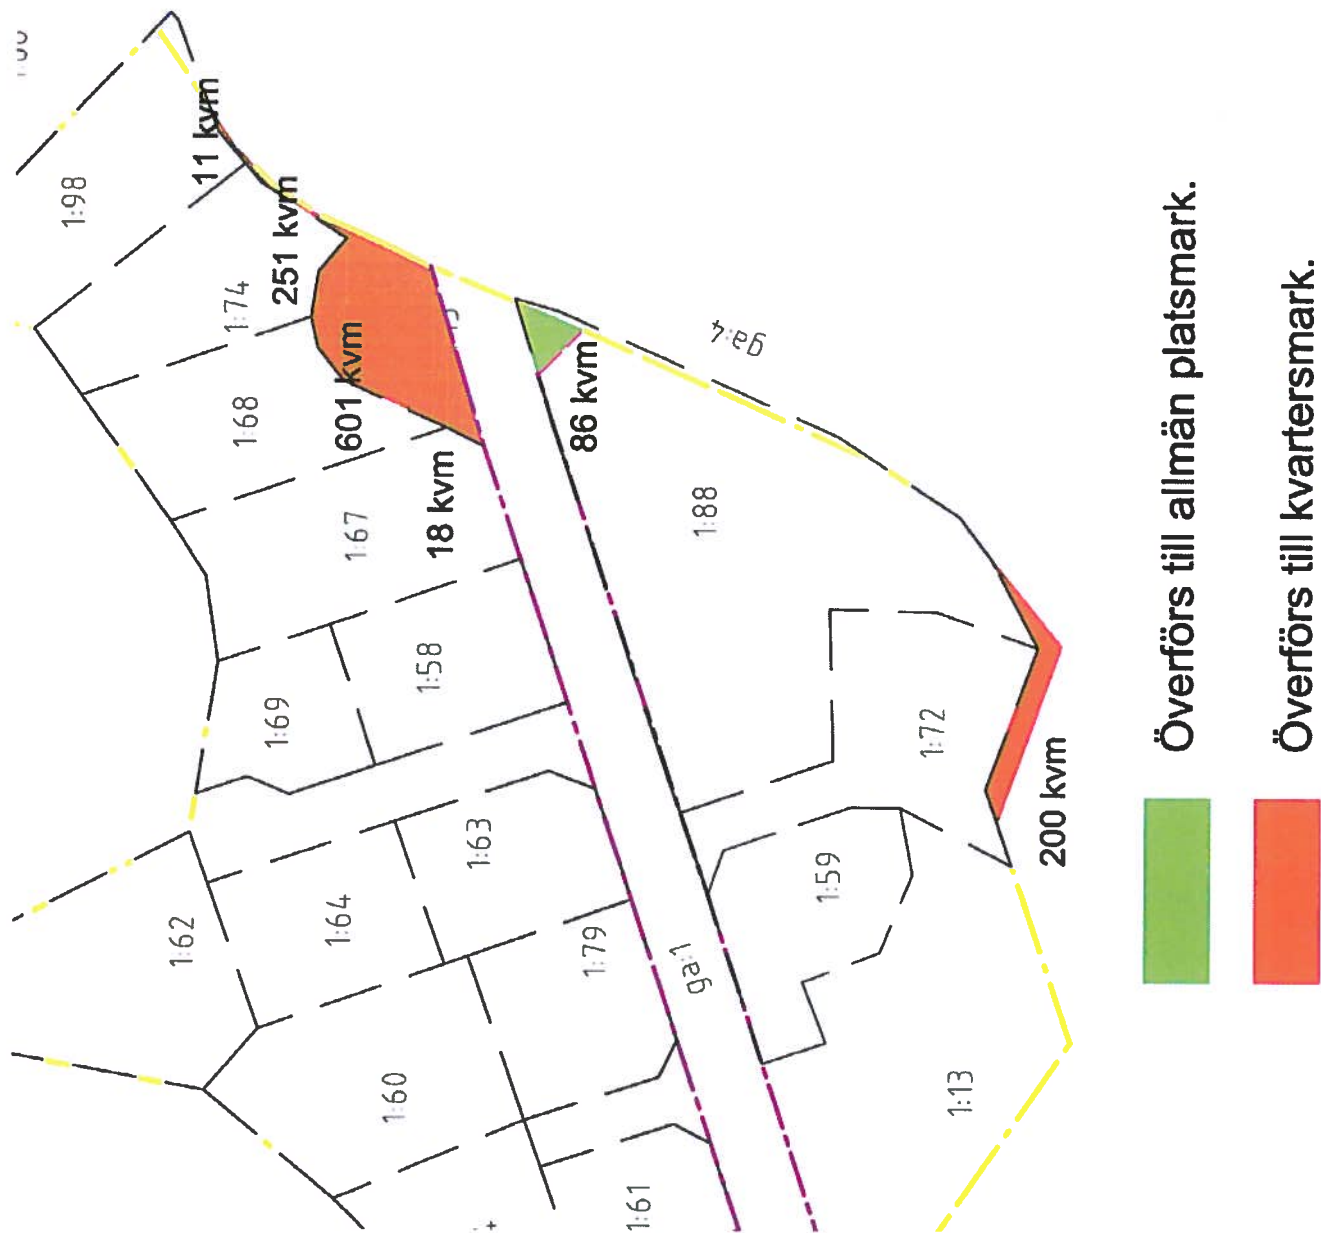 1:98
11 kvm
251 kvm
1:74
601 kvm
1:68
18 kvm
1:67
86 kvm
ga:4
1:88
1:58
1:69
1:72
200 kvm
1:63
1:64
1:62
1:59
1:79
ga:1
1:60
1:13
1:61
Överförs till allmän platsmark.
Överförs till kvartersmark.